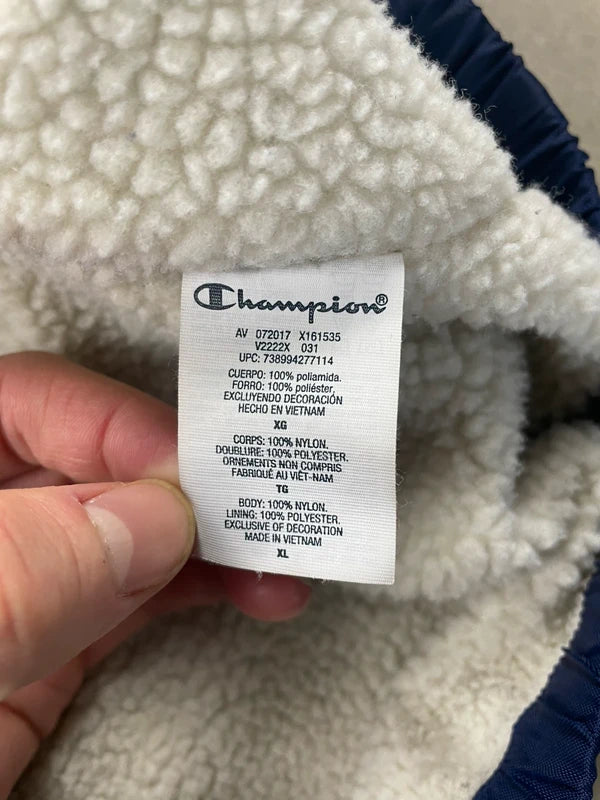 Champion®
AV 072017 X161535
V2222X 031
UPC: 738994277114
CUERPO: 100% poliamida.
FORRO: 100% poliéster.
EXCLUYENDO DECORACIÓN
HECHO EN VIETNAM
XG
CORPS: 100% NYLON.
DOUBLURE: 100% POLYESTER.
ORNEMENTS NON COMPRIS
FABRIQUÉ AU VIÊT-NAM
TG
BODY: 100% NYLON.
LINING: 100% POLYESTER.
EXCLUSIVE OF DECORATION
MADE IN VIETNAM
XL